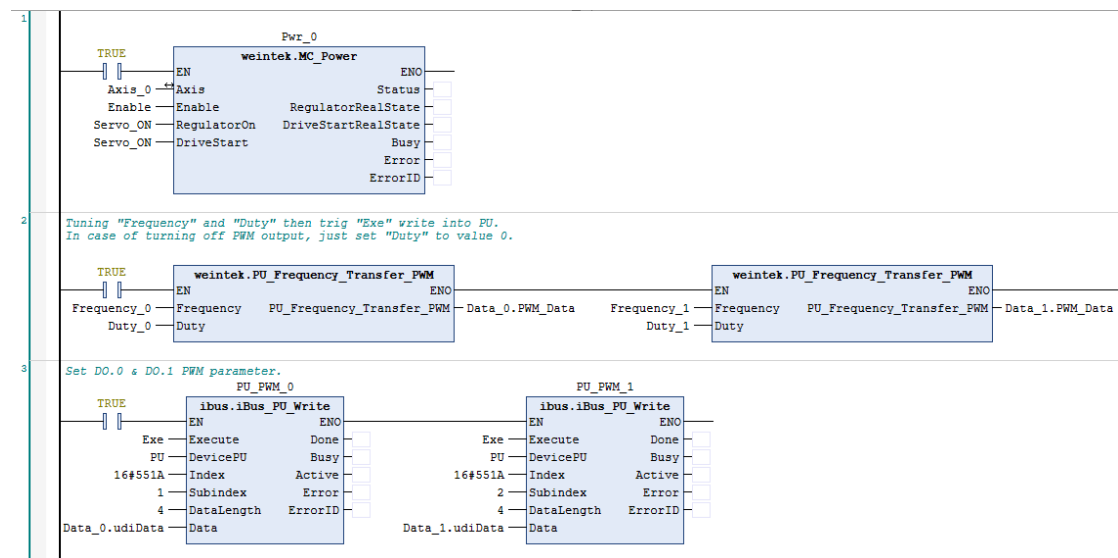 1
Pwr_0
TRUE
weintek.MC_Power
EN ENO
Axis_0 Axis Status
Enable Enable RegulatorRealState
Servo_ON RegulatorOn DriveStartRealState
Servo_ON DriveStart Busy
Error
ErrorID
2
Tuning "Frequency" and "Duty" then trig "Exe" write into PU.
In case of turning off PWM output, just set "Duty" to value 0.
TRUE
weintek.PU_Frequency_Transfer_PWM weintek.PU_Frequency_Transfer_PWM
EN ENO EN ENO
Frequency_0 Frequency PU_Frequency_Transfer_PWM Data_0.PWM_Data Frequency_1 Frequency PU_Frequency_Transfer_PWM Data_1.PWM_Data
Duty_0 Duty Duty_1 Duty
3
Set DO.0 & DO.1 PWM parameter.
PU_PWM_0 PU_PWM_1
TRUE
ibus.iBus_PU_Write ibus.iBus_PU_Write
EN ENO EN ENO
Exe Execute Done Exe Execute Done
PU DevicePU Busy PU DevicePU Busy
16#551A Index Active 16#551A Index Active
1 Subindex Error 2 Subindex Error
4 DataLength ErrorID 4 DataLength ErrorID
Data_0.udiData Data Data_1.udiData Data